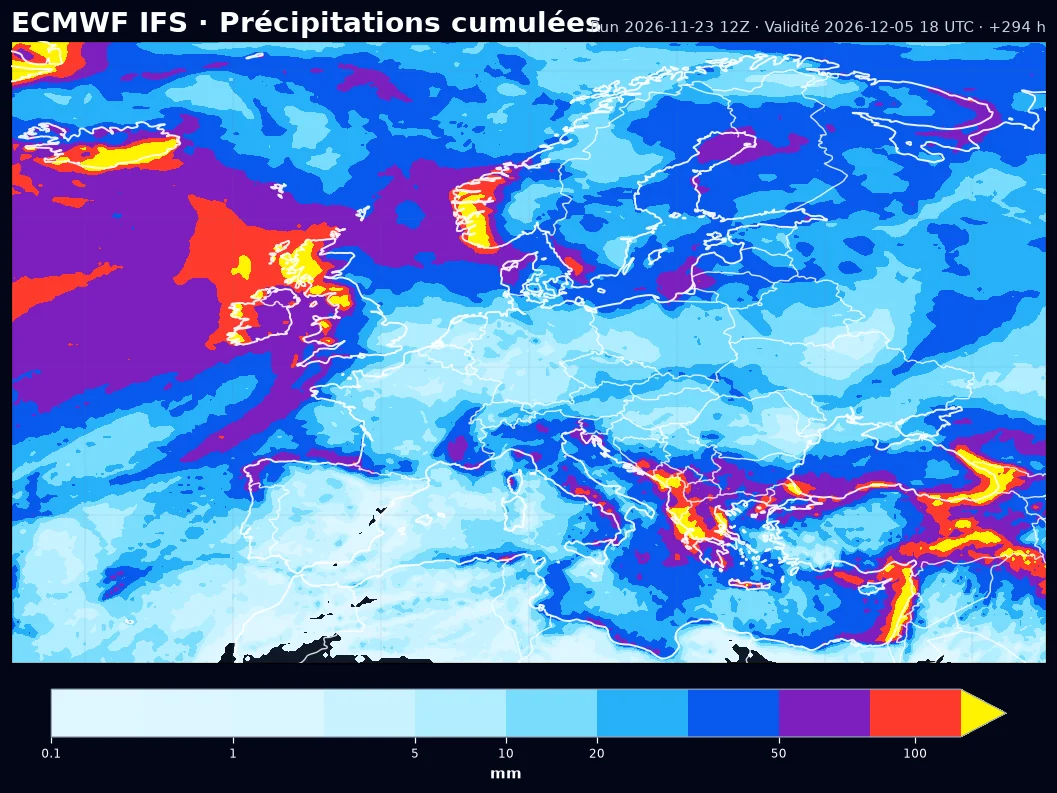 ECMWF IFS · Précipitations cumulées
Run 2026-11-23 12Z · Validité 2026-12-05 18 UTC · +294 h
0.1 1 5 10 20 50 100
mm